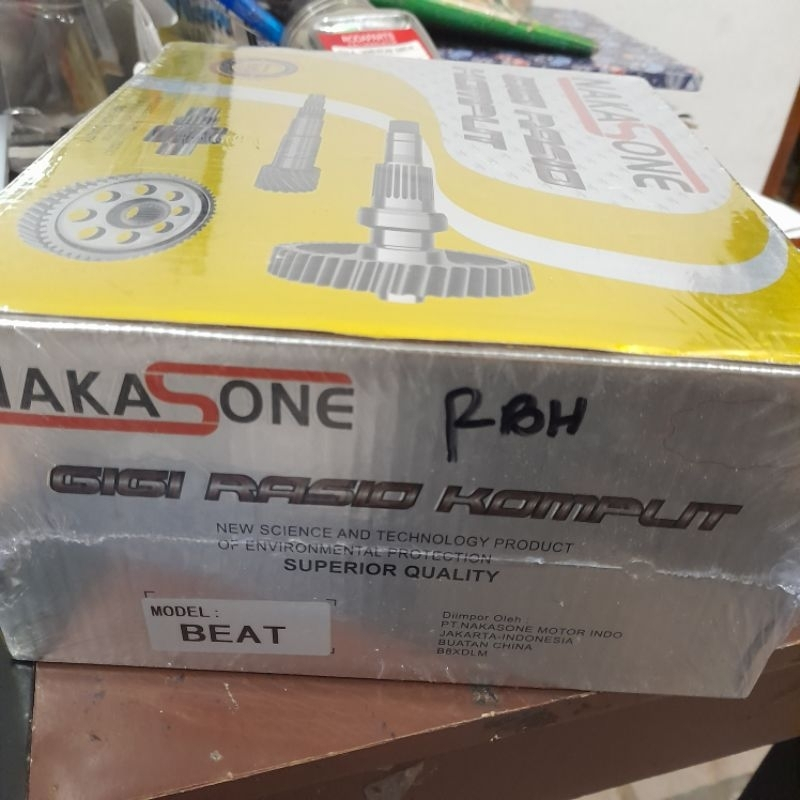 NAKASONE
GIGI RASIO
KOMPLIT
NAKASONE
RBH
GIGI RASIO KOMPLIT
NEW SCIENCE AND TECHNOLOGY PRODUCT
OF ENVIRONMENTAL PROTECTION
SUPERIOR QUALITY
MODEL:
BEAT
Diimpor Oleh :
PT.NAKASONE MOTOR INDO
JAKARTA-INDONESIA
BUATAN CHINA
B8XDLM